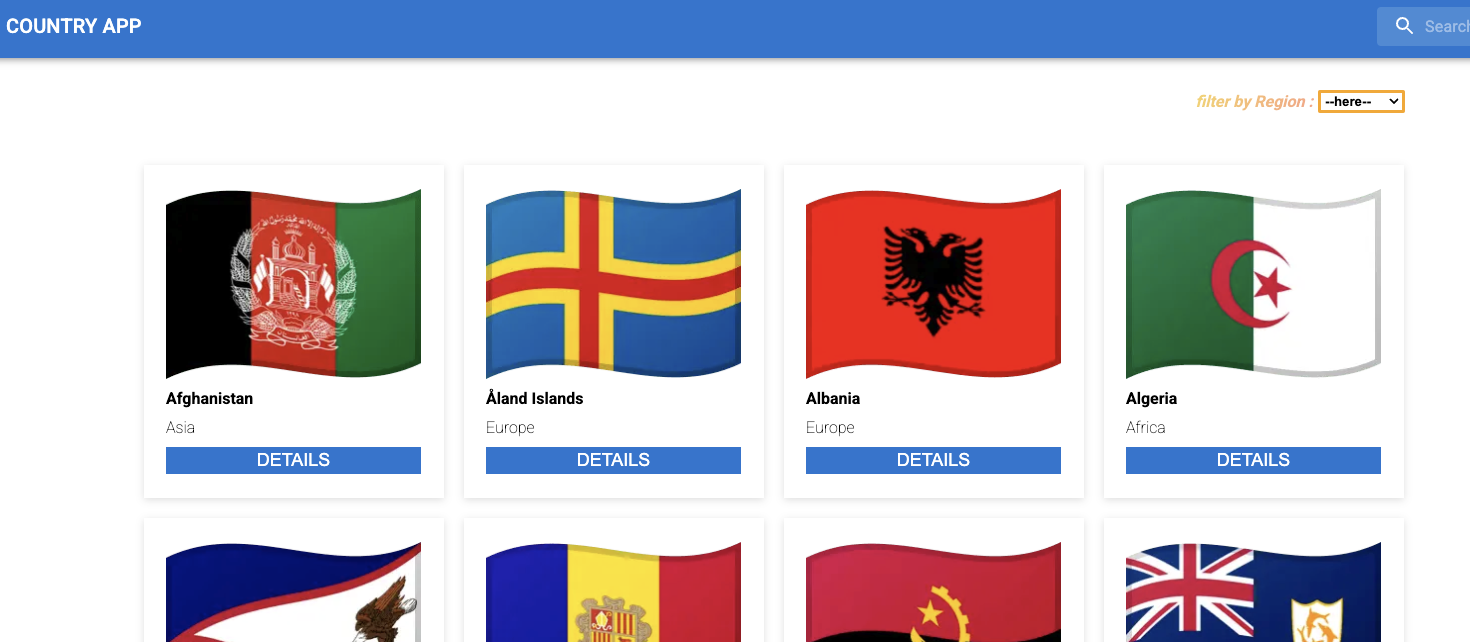 COUNTRY APP
Search
filter by Region : --here--
Afghanistan
Åland Islands
Albania
Algeria
Asia
Europe
Europe
Africa
DETAILS
DETAILS
DETAILS
DETAILS